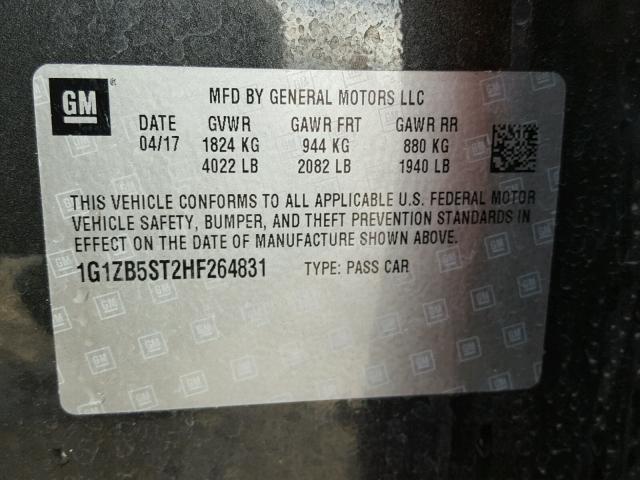 GM
MFD BY GENERAL MOTORS LLC
DATE GVWR GAWR FRT GAWR RR
04/17 1824 KG 944 KG 880 KG
4022 LB 2082 LB 1940 LB
THIS VEHICLE CONFORMS TO ALL APPLICABLE U.S. FEDERAL MOTOR
VEHICLE SAFETY, BUMPER, AND THEFT PREVENTION STANDARDS IN
EFFECT ON THE DATE OF MANUFACTURE SHOWN ABOVE.
1G1ZB5ST2HF264831 TYPE: PASS CAR